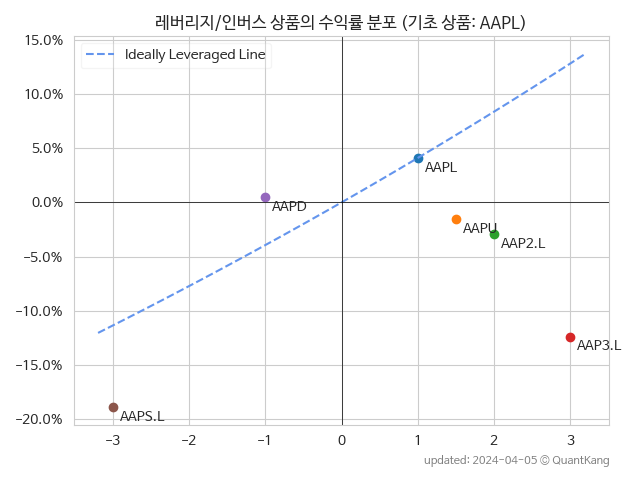 레버리지/인버스 상품의 수익률 분포 (기초 상품: AAPL)
15.0%
Ideally Leveraged Line
10.0%
5.0%
AAPL
0.0%
AAPD
AAPU
AAP2.L
−5.0%
−10.0%
AAP3.L
−15.0%
AAPS.L
−20.0%
−3 −2 −1 0 1 2 3
updated: 2024-04-05 © QuantKang